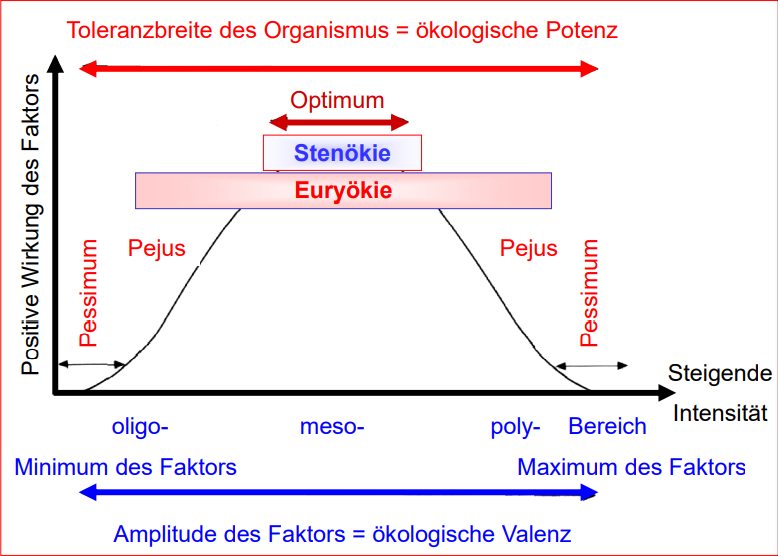 Toleranzbreite des Organismus = ökologische Potenz
Positive Wirkung des Faktors
Optimum
Stenökie
Euryökie
Pejus
Pejus
Pessimum
Pessimum
Steigende
Intensität
oligo-
meso-
poly-
Bereich
Minimum des Faktors
Maximum des Faktors
Amplitude des Faktors = ökologische Valenz